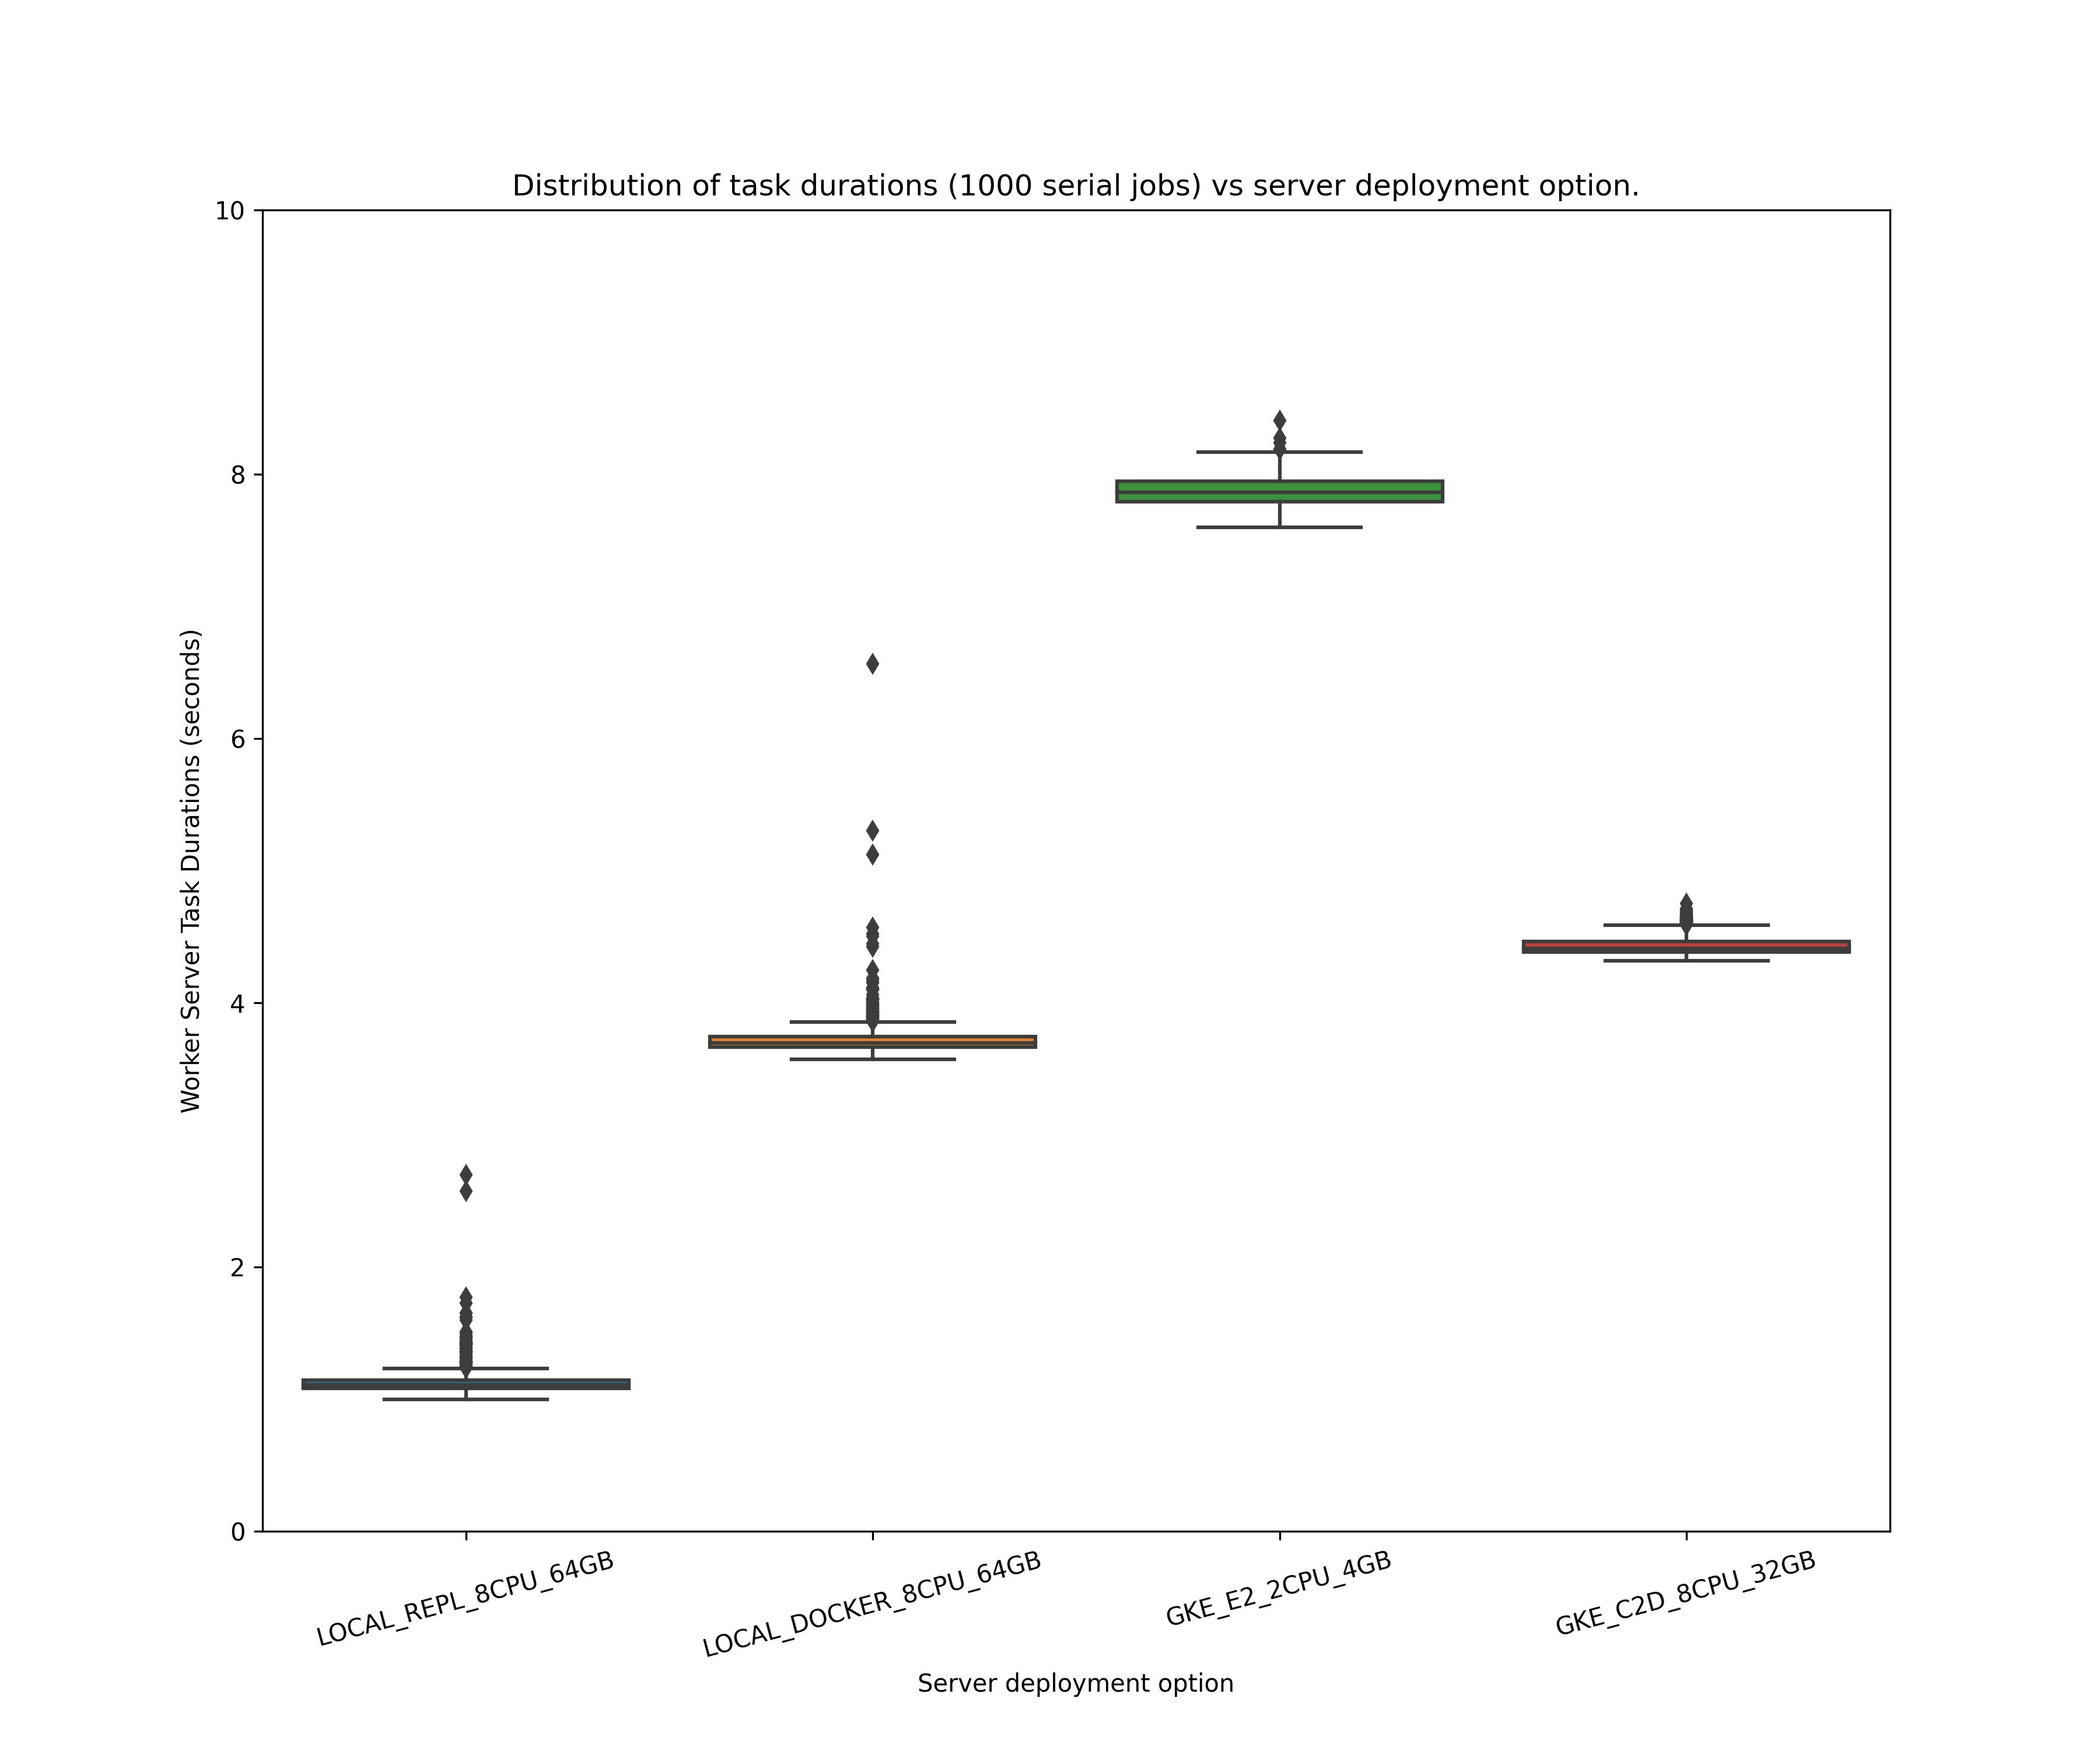 Distribution of task durations (1000 serial jobs) vs server deployment option.
10
8
6
4
2
0
Worker Server Task Durations (seconds)
LOCAL_REPL_8CPU_64GB
LOCAL_DOCKER_8CPU_64GB
GKE_E2_2CPU_4GB
GKE_C2D_8CPU_32GB
Server deployment option